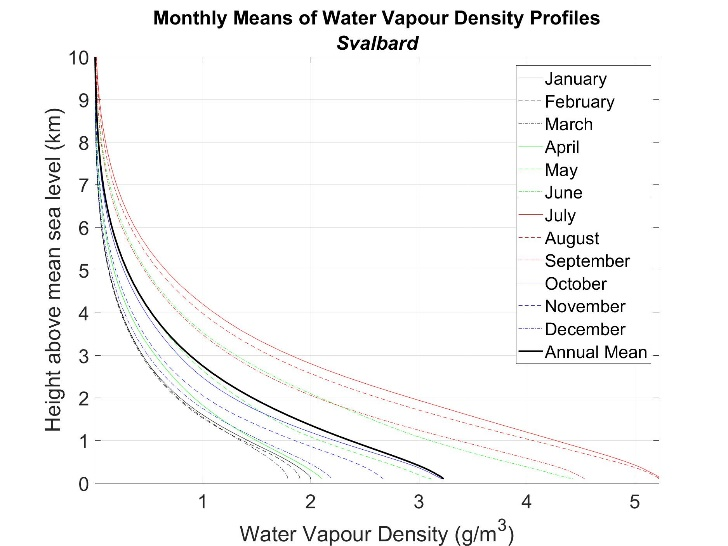 Monthly Means of Water Vapour Density Profiles
Svalbard
10
9
8
7
6
5
4
3
2
1
0
Height above mean sea level (km)
January
February
March
April
May
June
July
August
September
October
November
December
Annual Mean
1 2 3 4 5
Water Vapour Density (g/m³)